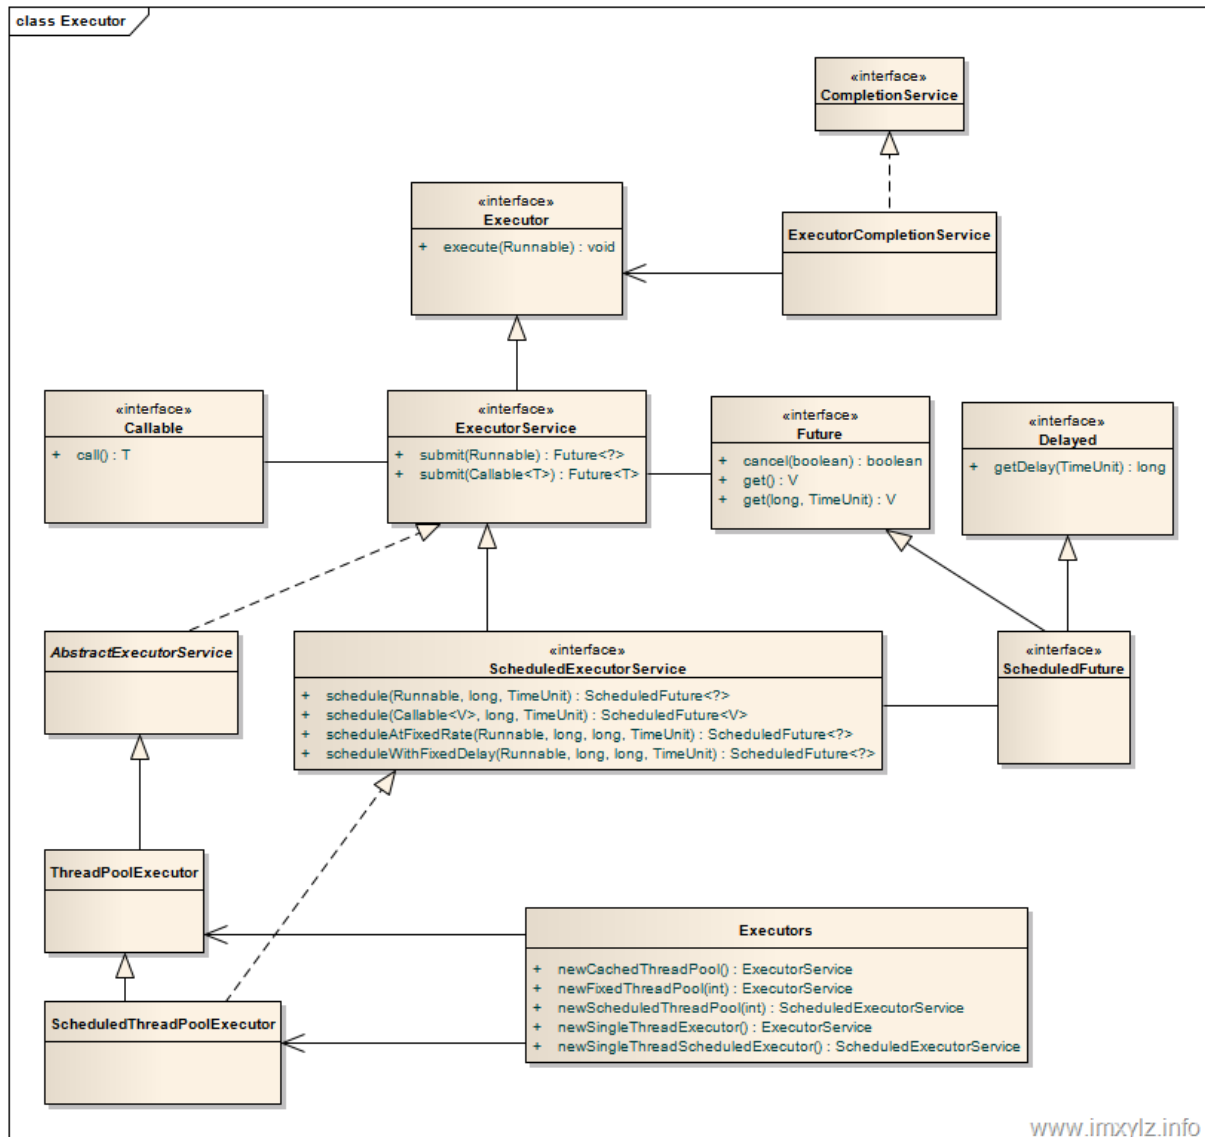 class Executor
«interface»
CompletionService
«interface»
Executor
+ execute(Runnable) : void
ExecutorCompletionService
«interface»
Callable
+ call() : T
«interface»
ExecutorService
+ submit(Runnable) : Future<?>
+ submit(Callable<T>) : Future<T>
«interface»
Future
+ cancel(boolean) : boolean
+ get() : V
+ get(long, TimeUnit) : V
«interface»
Delayed
+ getDelay(TimeUnit) : long
AbstractExecutorService
«interface»
ScheduledExecutorService
+ schedule(Runnable, long, TimeUnit) : ScheduledFuture<?>
+ schedule(Callable<V>, long, TimeUnit) : ScheduledFuture<V>
+ scheduleAtFixedRate(Runnable, long, long, TimeUnit) : ScheduledFuture<?>
+ scheduleWithFixedDelay(Runnable, long, long, TimeUnit) : ScheduledFuture<?>
«interface»
ScheduledFuture
ThreadPoolExecutor
Executors
+ newCachedThreadPool() : ExecutorService
+ newFixedThreadPool(int) : ExecutorService
+ newScheduledThreadPool(int) : ScheduledExecutorService
+ newSingleThreadExecutor() : ExecutorService
+ newSingleThreadScheduledExecutor() : ScheduledExecutorService
ScheduledThreadPoolExecutor
www.imxylz.info